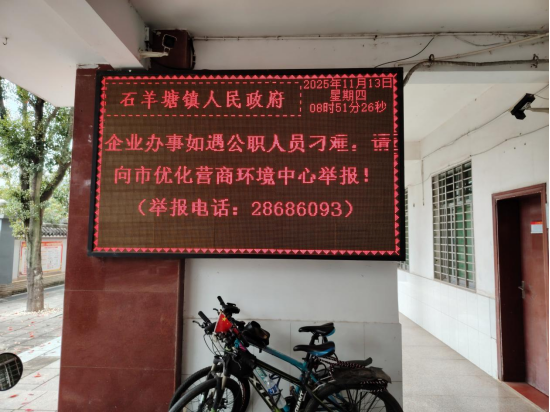 石羊塘镇人民政府
2025年11月13日
星期四
08时51分26秒
企业办事如遇公职人员刁难，请
向市优化营商环境中心举报！
（举报电话：28686093）